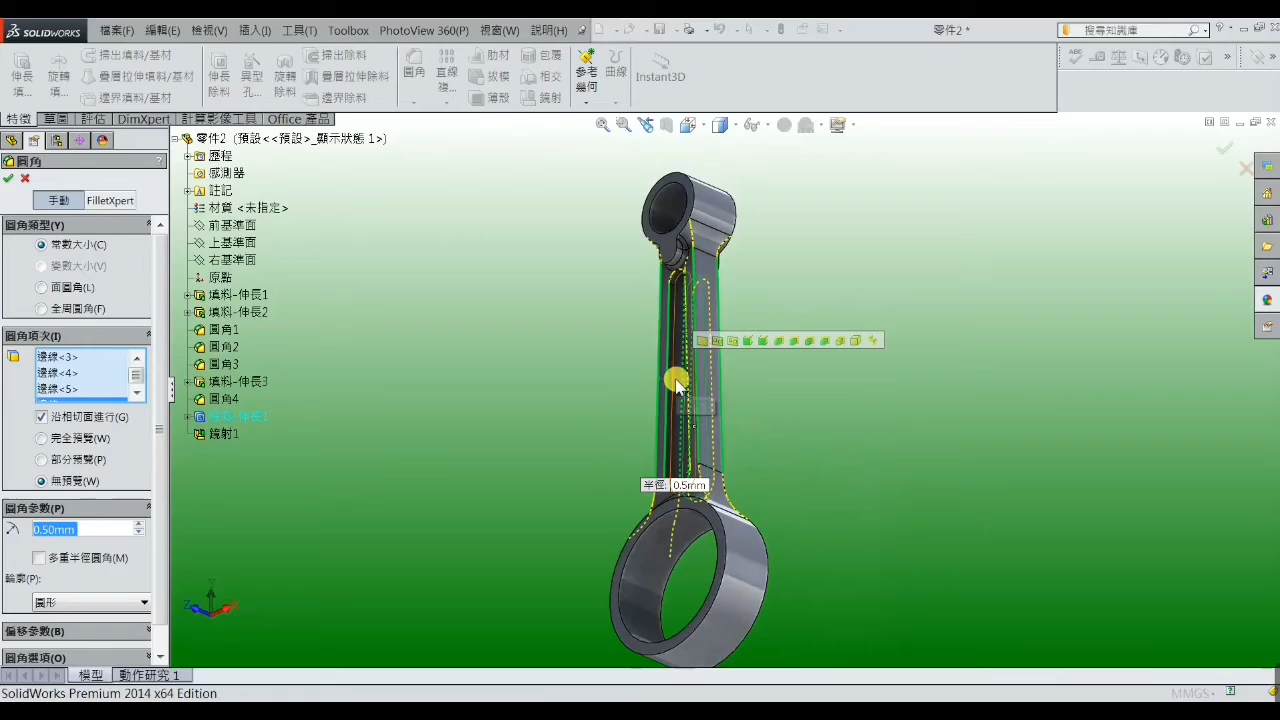 SOLIDWORKS 檔案(F) 編輯(E) 檢視(V) 插入(I) 工具(T) Toolbox PhotoView 360(P) 視窗(W) 說明(H) 零件2 * 搜尋知識庫
伸長填... 旋轉填... 掃出填料/基材 疊層拉伸填料/基材 邊界填料/基材 伸長除料 異型孔... 旋轉除料 掃出除料 疊層拉伸除料 邊界除料 圓角 直線複... 肋材 拔模 薄殼 包覆 相交 鏡射 參考幾何 曲線 Instant3D
特徵 草圖 評估 DimXpert 計算影像工具 Office 產品
零件2 (預設<<預設>_顯示狀態 1>)
歷程
感測器
註記
材質 <未指定>
前基準面
上基準面
右基準面
原點
填料-伸長1
填料-伸長2
圓角1
圓角2
圓角3
填料-伸長3
圓角4
鏡射1
圓角 ?
手動 FilletXpert
圓角類型(Y)
常數大小(C)
變數大小(V)
面圓角(L)
全周圓角(F)
圓角項次(I)
邊線<3>
邊線<4>
邊線<5>
沿相切面進行(G)
完全預覽(W)
部分預覽(P)
無預覽(W)
圓角參數(P)
0.50mm
多重半徑圓角(M)
輪廓(P):
圓形
偏移參數(B)
圓角選項(O)
半徑: 0.5mm
Y
Z
X
模型 動作研究 1
SolidWorks Premium 2014 x64 Edition MMGS